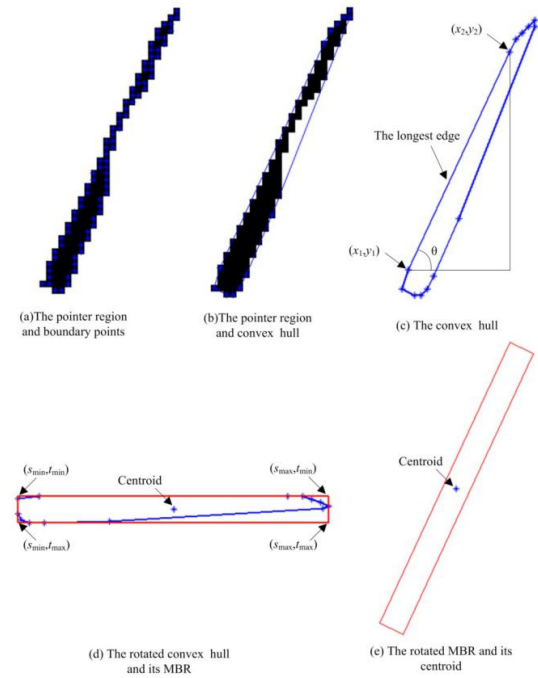 (x₂,y₂)
The longest edge
(x₁,y₁)
θ
(a)The pointer region
and boundary points
(b)The pointer region
and convex hull
(c) The convex hull
(smin,tmin)
Centroid
(smax,tmin)
(smin,tmax)
(smax,tmax)
Centroid
(d) The rotated convex hull
and its MBR
(e) The rotated MBR and its
centroid